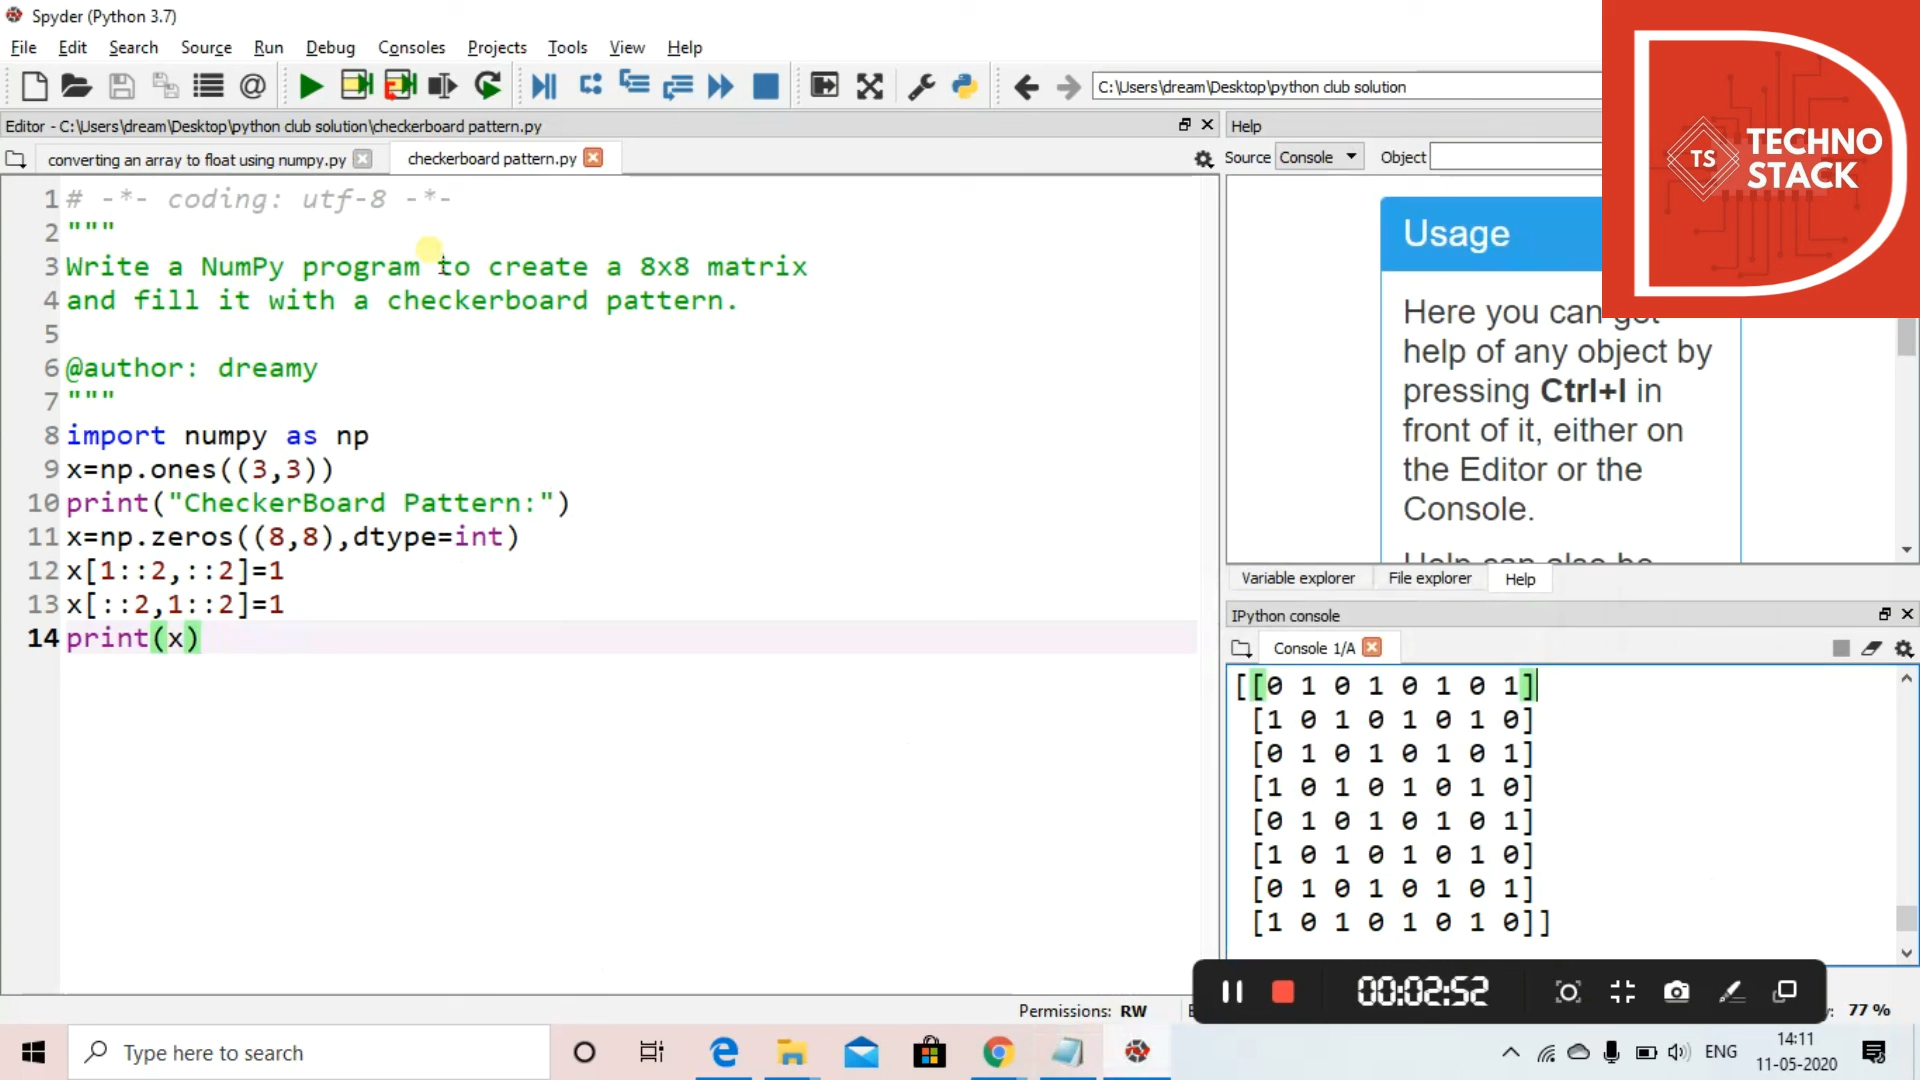 Spyder (Python 3.7)
File Edit Search Source Run Debug Consoles Projects Tools View Help
C:\Users\dream\Desktop\python club solution
Editor - C:\Users\dream\Desktop\python club solution\checkerboard pattern.py
converting an array to float using numpy.py checkerboard pattern.py
1 # -*- coding: utf-8 -*-
2 """
3 Write a NumPy program to create a 8x8 matrix
4 and fill it with a checkerboard pattern.
5
6 @author: dreamy
7 """
8 import numpy as np
9 x=np.ones((3,3))
10 print("CheckerBoard Pattern:")
11 x=np.zeros((8,8),dtype=int)
12 x[1::2,::2]=1
13 x[::2,1::2]=1
14 print(x)
Help
Source Console Object
Usage
Here you can get
help of any object by
pressing Ctrl+I in
front of it, either on
the Editor or the
Console.
Help can also be
Variable explorer File explorer Help
IPython console
Console 1/A
[[0 1 0 1 0 1 0 1]
[1 0 1 0 1 0 1 0]
[0 1 0 1 0 1 0 1]
[1 0 1 0 1 0 1 0]
[0 1 0 1 0 1 0 1]
[1 0 1 0 1 0 1 0]
[0 1 0 1 0 1 0 1]
[1 0 1 0 1 0 1 0]]
TS TECHNO
STACK
00:02:52
Permissions: RW
77 %
Type here to search
ENG
14:11
11-05-2020